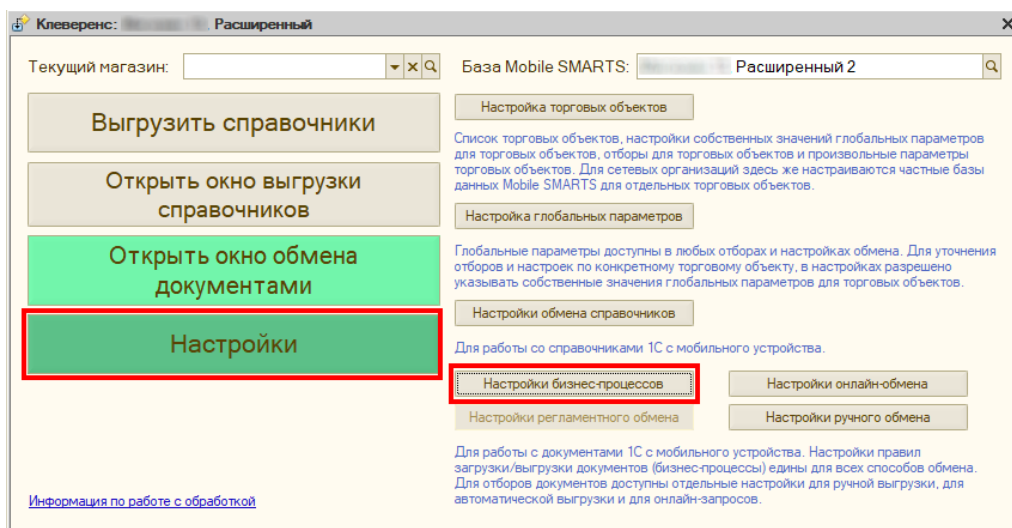 Клеверенс: . Расширенный
Текущий магазин:
База Mobile SMARTS: Расширенный 2
Выгрузить справочники
Открыть окно выгрузки
справочников
Открыть окно обмена
документами
Настройки
Информация по работе с обработкой
Настройка торговых объектов
Список торговых объектов, настройки собственных значений глобальных параметров
для торговых объектов, отборы для торговых объектов и произвольные параметры
торговых объектов. Для сетевых организаций здесь же настраиваются частные базы
данных Mobile SMARTS для отдельных торговых объектов.
Настройка глобальных параметров
Глобальные параметры доступны в любых отборах и настройках обмена. Для уточнения
отборов и настроек по конкретному торговому объекту, в настройках разрешено
указывать собственные значения глобальных параметров для торговых объектов.
Настройки обмена справочников
Для работы со справочниками 1С с мобильного устройства.
Настройки бизнес-процессов
Настройки онлайн-обмена
Настройки регламентного обмена
Настройки ручного обмена
Для работы с документами 1С с мобильного устройства. Настройки правил
загрузки/выгрузки документов (бизнес-процессы) едины для всех способов обмена.
Для отборов документов доступны отдельные настройки для ручной выгрузки, для
автоматической выгрузки и для онлайн-запросов.